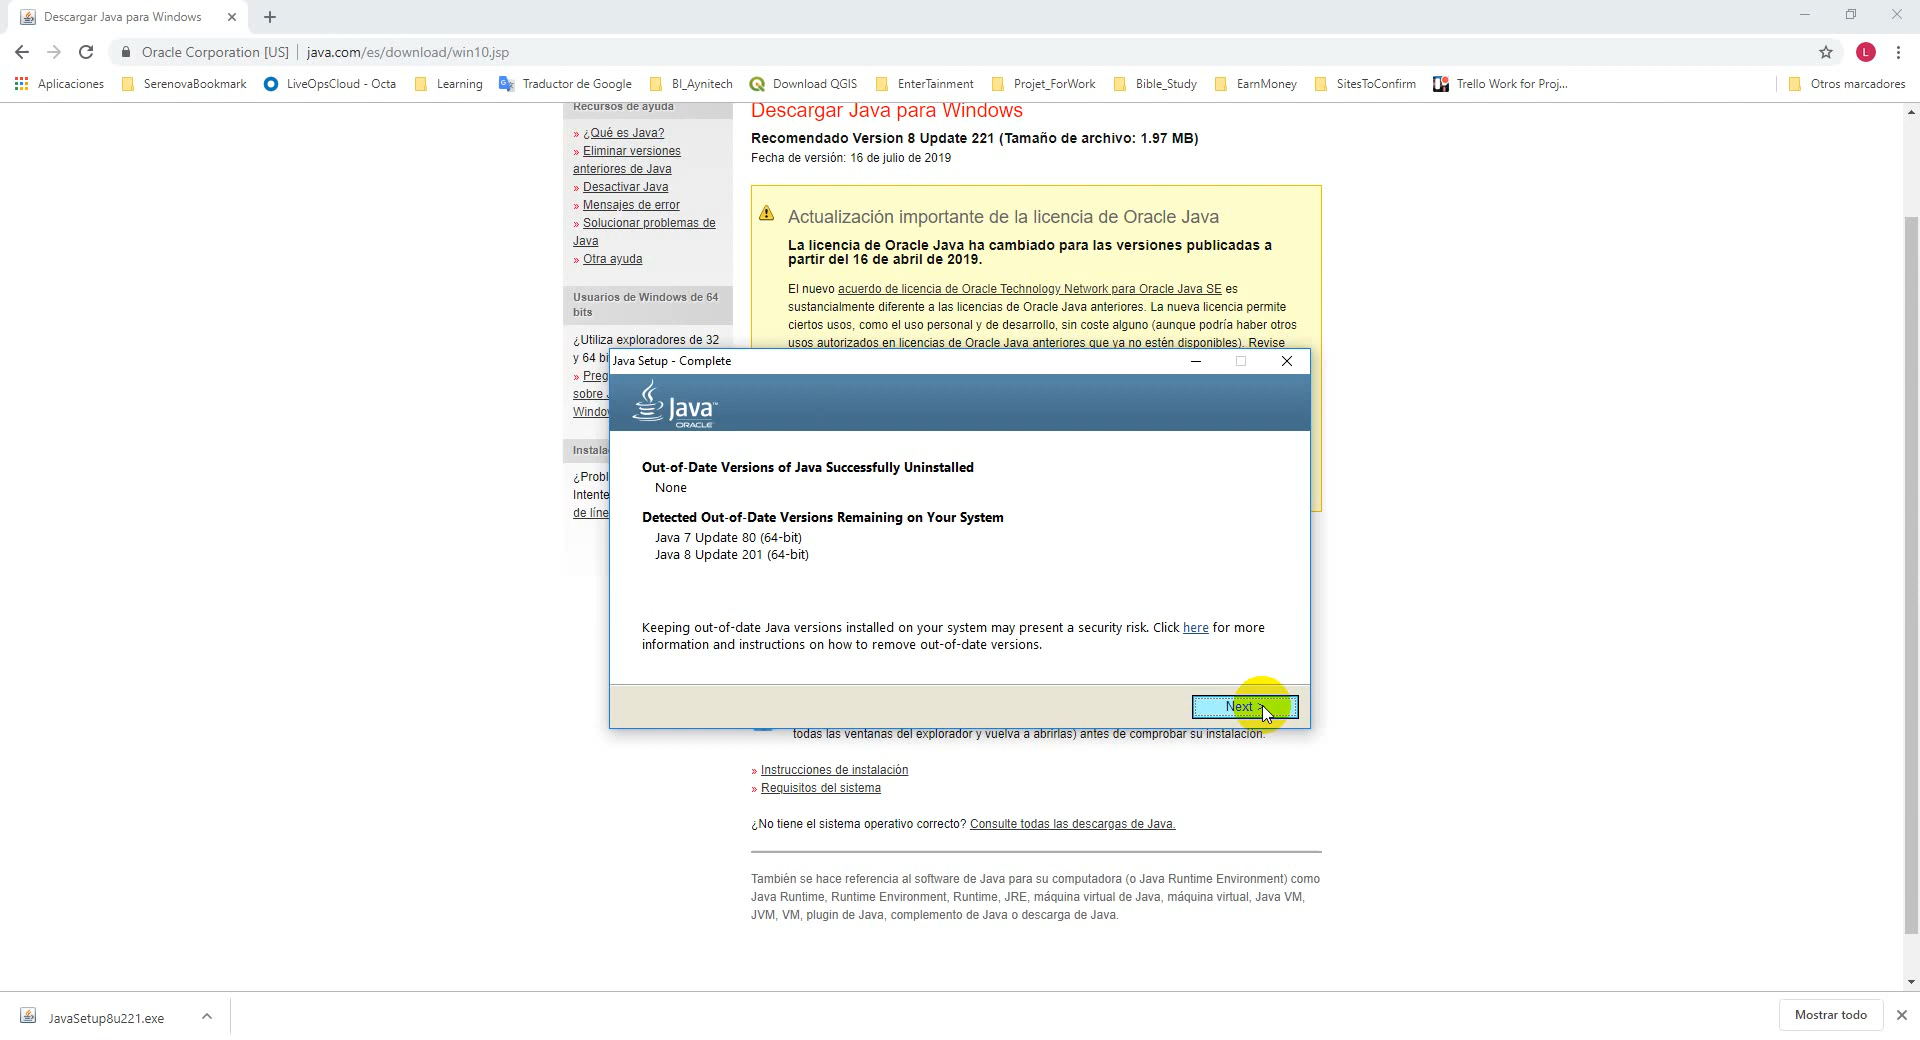 Descargar Java para Windows
Oracle Corporation [US] | java.com/es/download/win10.jsp
L
Aplicaciones SerenovaBookmark LiveOpsCloud - Octa Learning Traductor de Google BI_Aynitech Download QGIS EnterTainment Projet_ForWork Bible_Study EarnMoney SitesToConfirm Trello Work for Proj... Otros marcadores
Recursos de ayuda
» ¿Qué es Java?
» Eliminar versiones
anteriores de Java
» Desactivar Java
» Mensajes de error
» Solucionar problemas de
Java
» Otra ayuda
Usuarios de Windows de 64
bits
¿Utiliza exploradores de 32
y 64 bi
» Preg
sobre
Windo
Instala
¿Probl
Intente
de líne
Descargar Java para Windows
Recomendado Version 8 Update 221 (Tamaño de archivo: 1.97 MB)
Fecha de versión: 16 de julio de 2019
Actualización importante de la licencia de Oracle Java
La licencia de Oracle Java ha cambiado para las versiones publicadas a
partir del 16 de abril de 2019.
El nuevo acuerdo de licencia de Oracle Technology Network para Oracle Java SE es
sustancialmente diferente a las licencias de Oracle Java anteriores. La nueva licencia permite
ciertos usos, como el uso personal y de desarrollo, sin coste alguno (aunque podría haber otros
usos autorizados en licencias de Oracle Java anteriores que ya no estén disponibles). Revise
Java Setup - Complete
Java™
ORACLE
Out-of-Date Versions of Java Successfully Uninstalled
None
Detected Out-of-Date Versions Remaining on Your System
Java 7 Update 80 (64-bit)
Java 8 Update 201 (64-bit)
Keeping out-of-date Java versions installed on your system may present a security risk. Click here for more
information and instructions on how to remove out-of-date versions.
Next >
todas las ventanas del explorador y vuelva a abrirlas) antes de comprobar su instalación.
» Instrucciones de instalación
» Requisitos del sistema
¿No tiene el sistema operativo correcto? Consulte todas las descargas de Java.
También se hace referencia al software de Java para su computadora (o Java Runtime Environment) como
Java Runtime, Runtime Environment, Runtime, JRE, máquina virtual de Java, máquina virtual, Java VM,
JVM, VM, plugin de Java, complemento de Java o descarga de Java.
JavaSetup8u221.exe
Mostrar todo